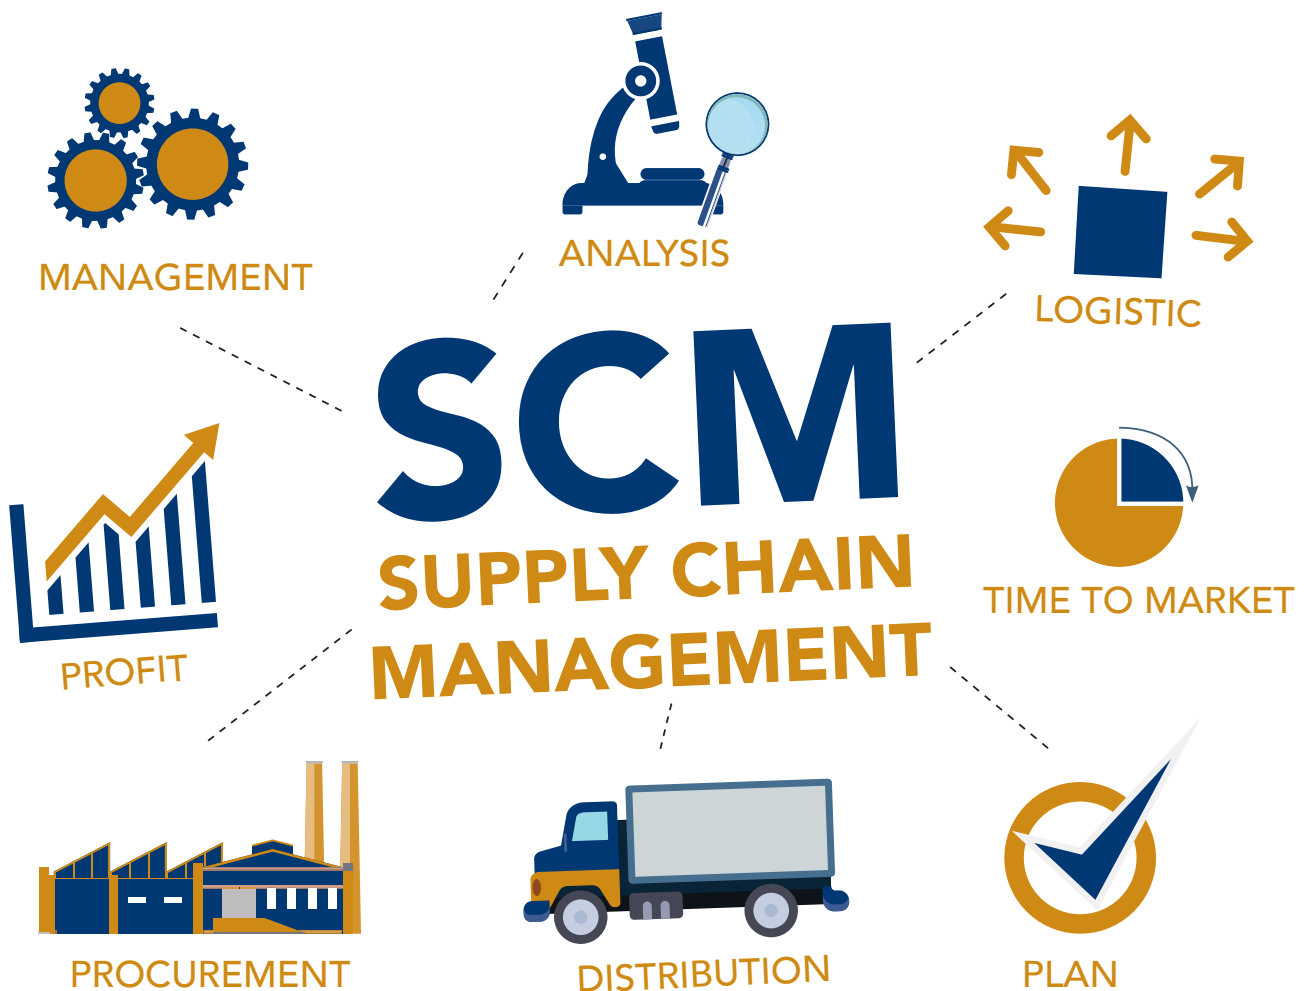 MANAGEMENT
ANALYSIS
LOGISTIC
SCM
SUPPLY CHAIN
MANAGEMENT
PROFIT
TIME TO MARKET
PROCUREMENT
DISTRIBUTION
PLAN